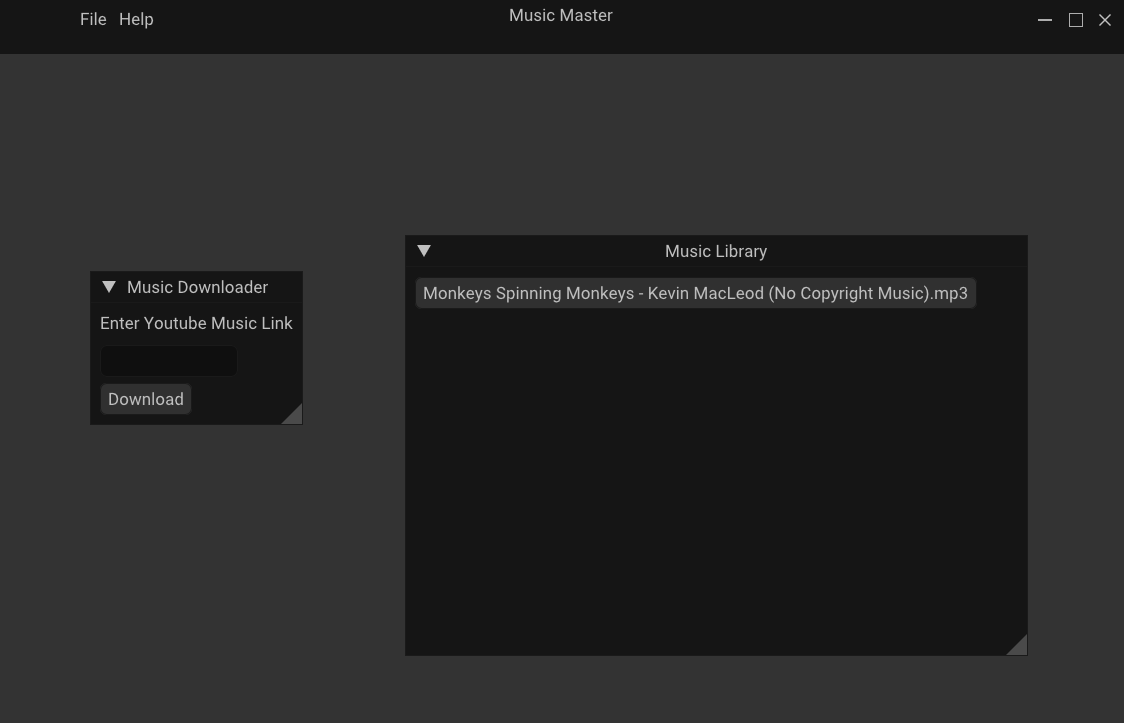 File Help
Music Master
Music Downloader
Enter Youtube Music Link
Download
Music Library
Monkeys Spinning Monkeys - Kevin MacLeod (No Copyright Music).mp3